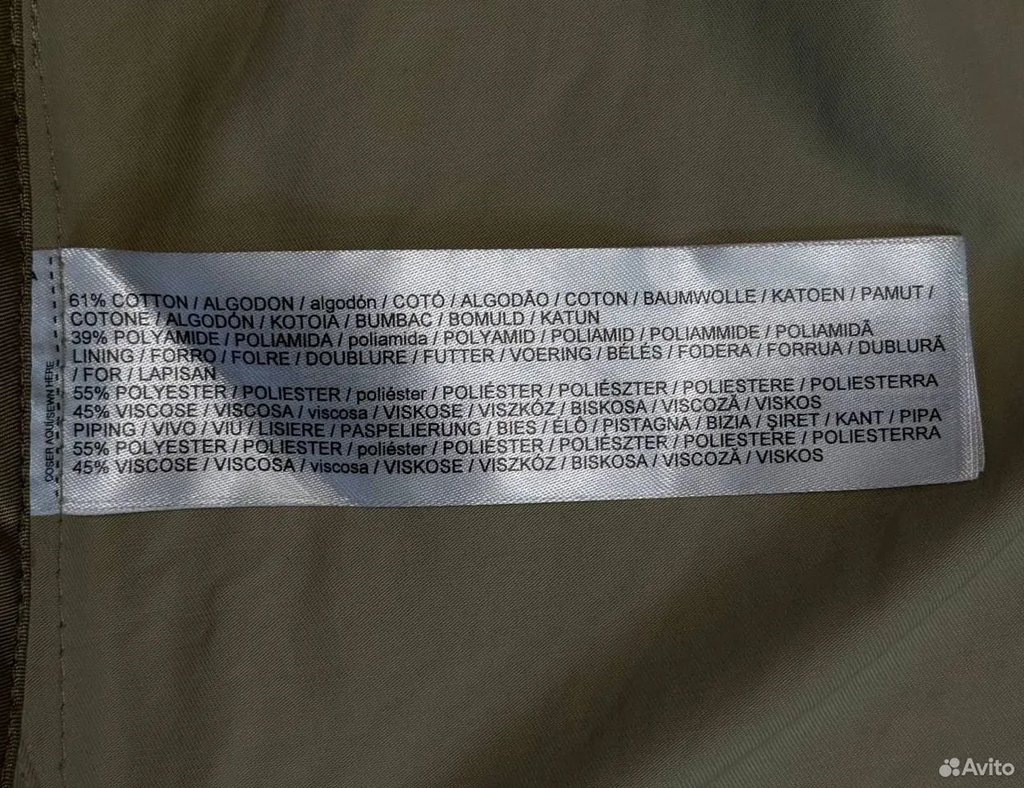 61% COTTON / ALGODON / algodón / COTÓ / ALGODÃO / COTON / BAUMWOLLE / KATOEN / PAMUT /
COTONE / ALGODÓN / KOTOIA / BUMBAC / BOMULD / KATUN
39% POLYAMIDE / POLIAMIDA / poliamida / POLYAMID / POLIAMID / POLIAMMIDE / POLIAMIDĂ
LINING / FORRO / FOLRE / DOUBLURE / FUTTER / VOERING / BÉLÉS / FODERA / FORRUA / DUBLURĂ
/ FOR / LAPISAN
55% POLYESTER / POLIESTER / poliéster / POLIÈSTER / POLIÉSZTER / POLIESTERE / POLIESTERRA
45% VISCOSE / VISCOSA / viscosa / VISKOSE / VISZKÓZ / BISKOSA / VISCOZĂ / VISKOS
PIPING / VIVO / VIU / LISIERE / PASPELIERUNG / BIES / ÉLŐ / PISTAGNA / BIZIA / ŞIRET / KANT / PIPA
55% POLYESTER / POLIESTER / poliéster / POLIÈSTER / POLIÉSZTER / POLIESTERE / POLIESTERRA
45% VISCOSE / VISCOSA / viscosa / VISKOSE / VISZKÓZ / BISKOSA / VISCOZĂ / VISKOS
COSER AQUI/SEWN HERE
Avito